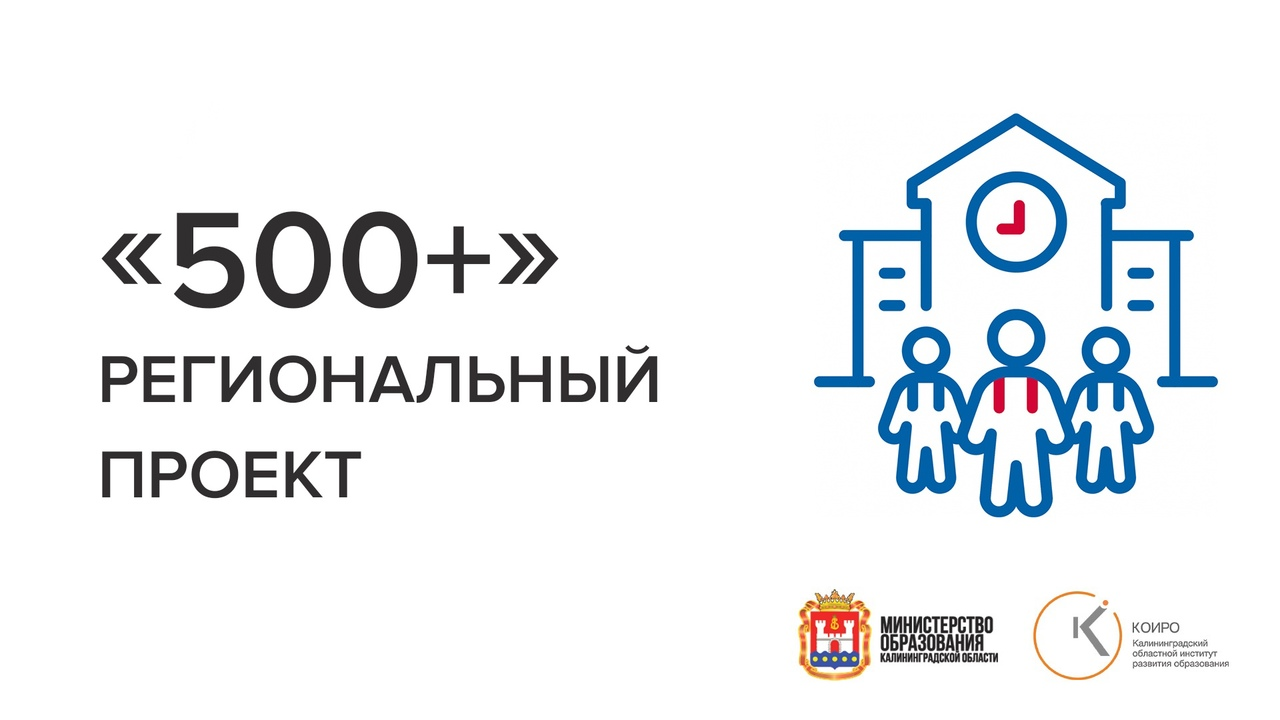 «500+»
РЕГИОНАЛЬНЫЙ
ПРОЕКТ
МИНИСТЕРСТВО
ОБРАЗОВАНИЯ
КАЛИНИНГРАДСКОЙ ОБЛАСТИ
КОИРО
Калининградский
областной институт
развития образования